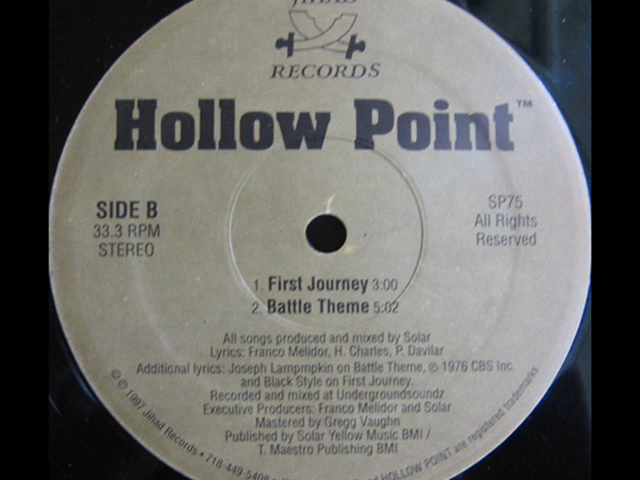 JIHAD
RECORDS
Hollow Point™
SIDE B
33.3 RPM
STEREO
SP75
All Rights
Reserved
1. First Journey 3:00
2. Battle Theme 5:02
All songs produced and mixed by Solar
Lyrics: Franco Melidor, H. Charles, P. Davilar
Additional lyrics: Joseph Lampmpkin on Battle Theme, ℗ 1976 CBS Inc.
and Black Style on First Journey.
Recorded and mixed at Undergroundsoundz
Executive Producers: Franco Melidor and Solar
Mastered by Gregg Vaughn
Published by Solar Yellow Music BMI /
T. Maestro Publishing BMI
© ℗ 1997 Jihad Records • 718-449-5408 • HOLLOW POINT are registered trademarks